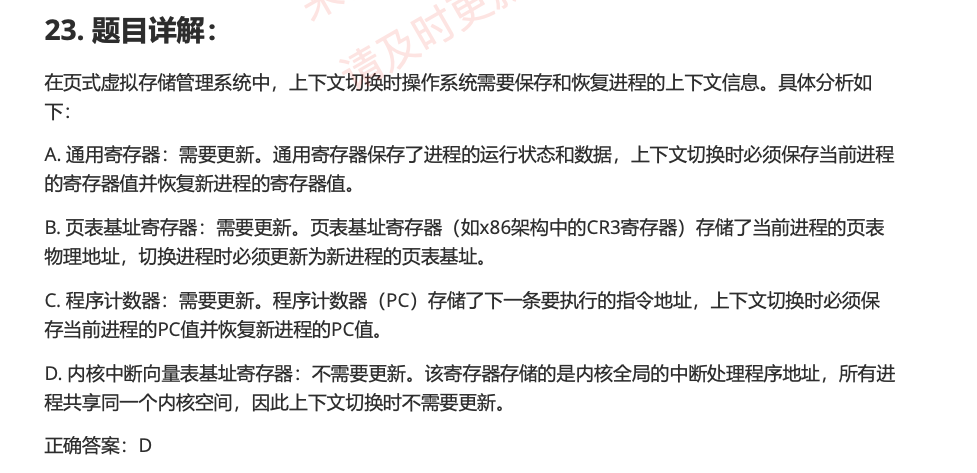 请及时更新
23. 题目详解：
在页式虚拟存储管理系统中，上下文切换时操作系统需要保存和恢复进程的上下文信息。具体分析如
下：
A. 通用寄存器：需要更新。通用寄存器保存了进程的运行状态和数据，上下文切换时必须保存当前进程
的寄存器值并恢复新进程的寄存器值。
B. 页表基址寄存器：需要更新。页表基址寄存器（如x86架构中的CR3寄存器）存储了当前进程的页表
物理地址，切换进程时必须更新为新进程的页表基址。
C. 程序计数器：需要更新。程序计数器（PC）存储了下一条要执行的指令地址，上下文切换时必须保
存当前进程的PC值并恢复新进程的PC值。
D. 内核中断向量表基址寄存器：不需要更新。该寄存器存储的是内核全局的中断处理程序地址，所有进
程共享同一个内核空间，因此上下文切换时不需要更新。
正确答案：D